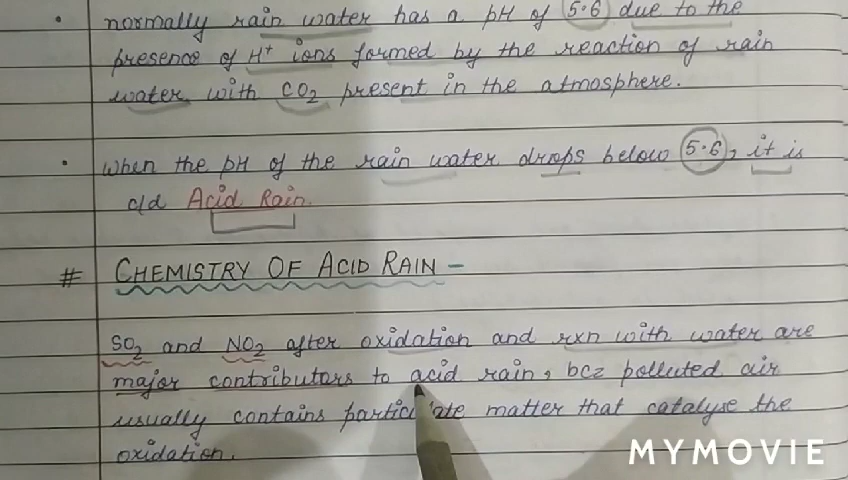 • normally rain water has a pH of 5.6 due to the
presence of H⁺ ions formed by the reaction of rain
water with CO₂ present in the atmosphere.
• when the pH of the rain water drops below 5.6, it is
c/d Acid Rain.
# CHEMISTRY OF ACID RAIN -
SO₂ and NO₂ after oxidation and rxn with water are
major contributors to acid rain, bcz polluted air
usually contains particulate matter that catalyse the
oxidation.
MYMOVIE